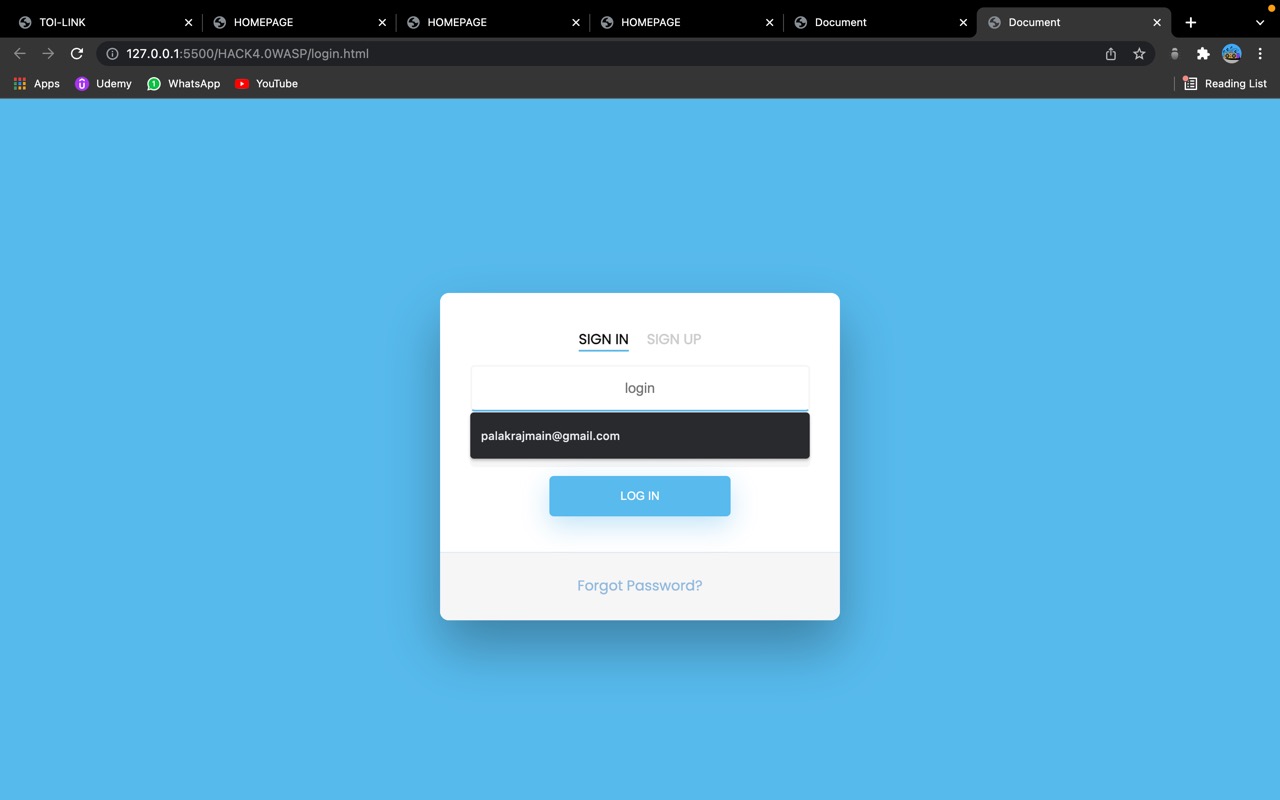 TOI-LINK
HOMEPAGE
HOMEPAGE
HOMEPAGE
Document
Document
127.0.0.1:5500/HACK4.0WASP/login.html
Apps
Udemy
1
WhatsApp
YouTube
Reading List
SIGN IN
SIGN UP
login
palakrajmain@gmail.com
LOG IN
Forgot Password?